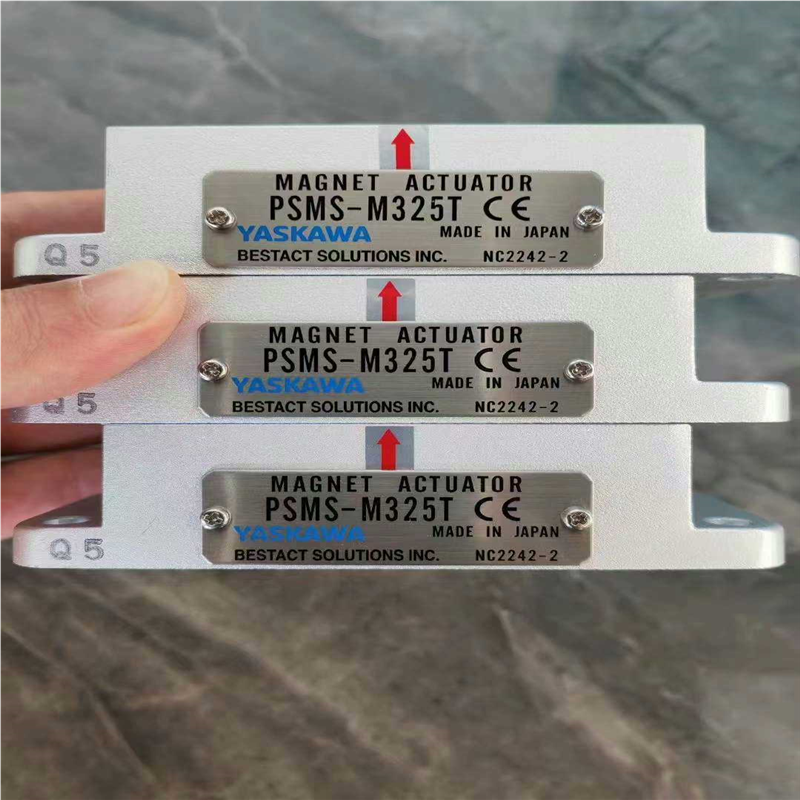 MAGNET ACTUATOR
PSMS-M325T CE
YASKAWA MADE IN JAPAN
BESTACT SOLUTIONS INC. NC2242-2
Q5
MAGNET ACTUATOR
PSMS-M325T CE
YASKAWA MADE IN JAPAN
BESTACT SOLUTIONS INC. NC2242-2
Q5
MAGNET ACTUATOR
PSMS-M325T CE
YASKAWA MADE IN JAPAN
BESTACT SOLUTIONS INC. NC2242-2
Q5